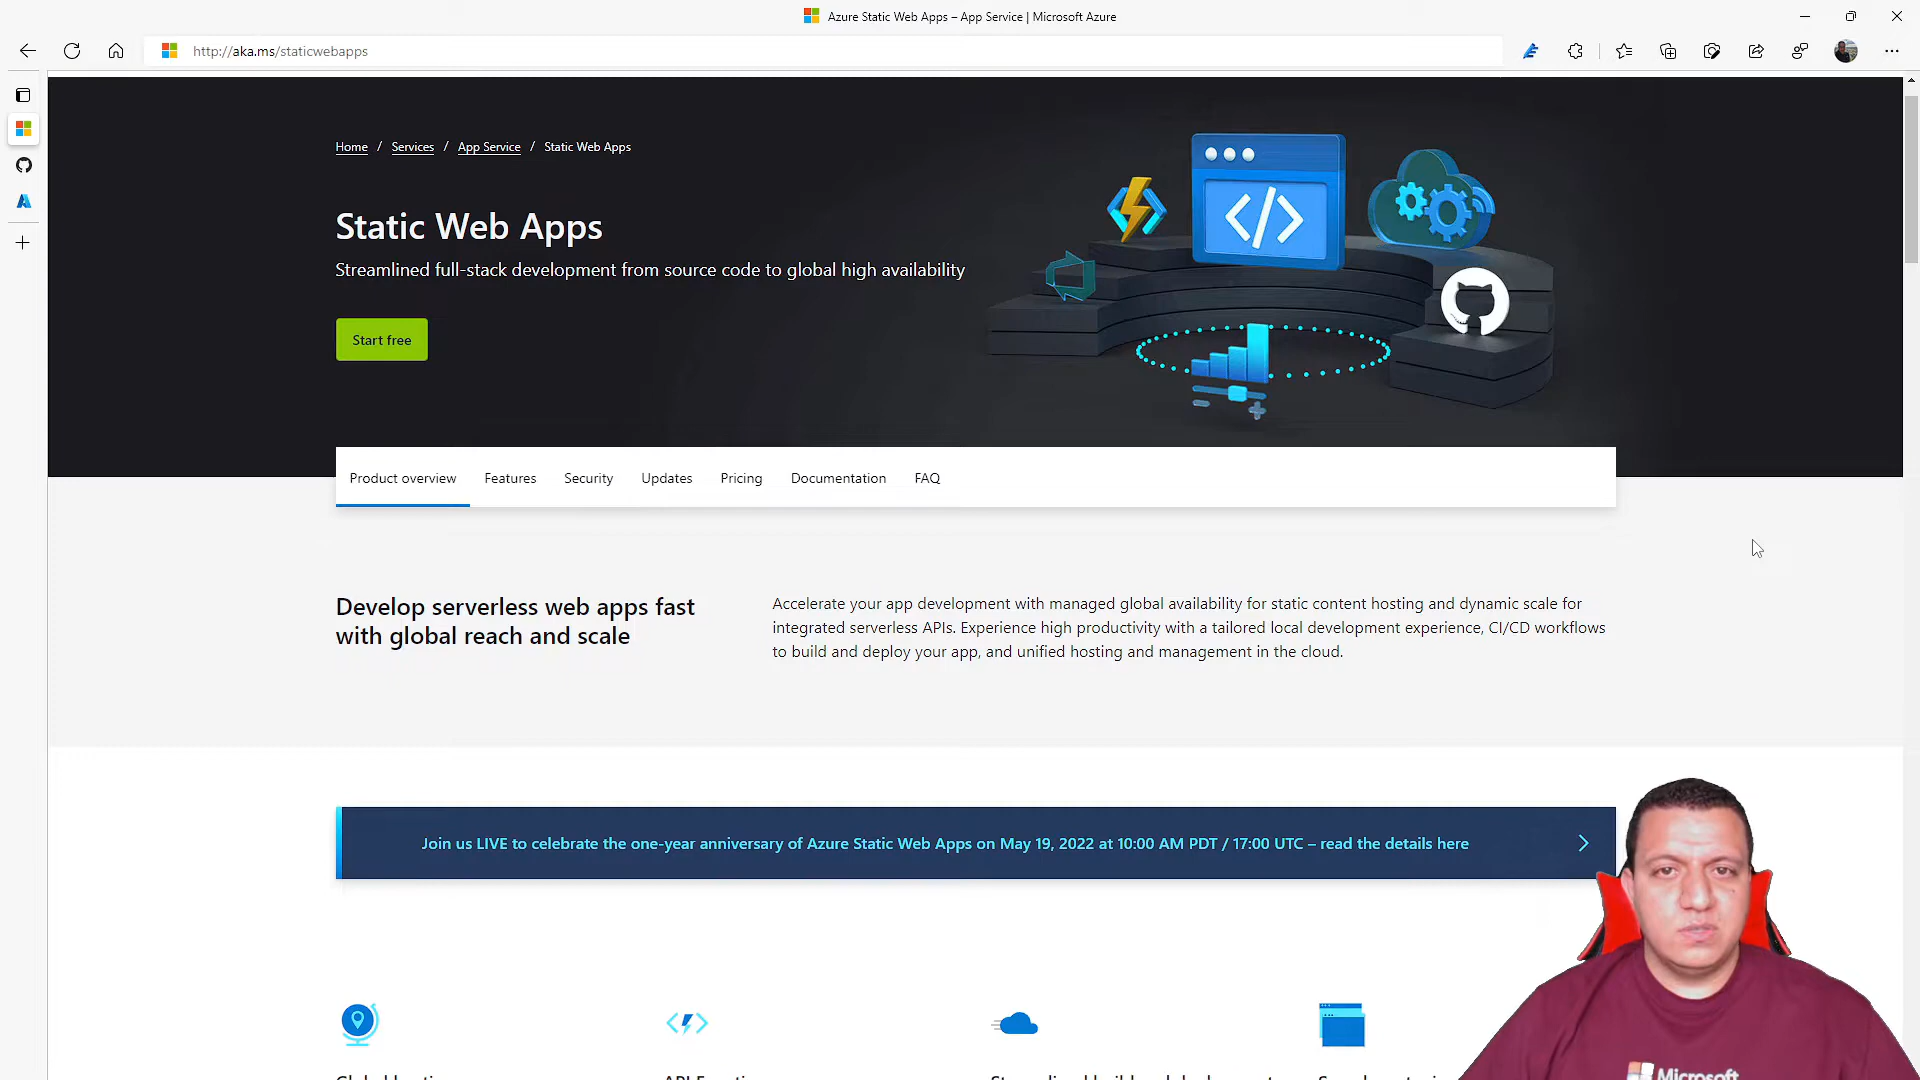 Azure Static Web Apps – App Service | Microsoft Azure
http://aka.ms/staticwebapps
Home / Services / App Service / Static Web Apps
Static Web Apps
Streamlined full-stack development from source code to global high availability
Start free
Product overview Features Security Updates Pricing Documentation FAQ
Develop serverless web apps fast
with global reach and scale
Accelerate your app development with managed global availability for static content hosting and dynamic scale for
integrated serverless APIs. Experience high productivity with a tailored local development experience, CI/CD workflows
to build and deploy your app, and unified hosting and management in the cloud.
Join us LIVE to celebrate the one-year anniversary of Azure Static Web Apps on May 19, 2022 at 10:00 AM PDT / 17:00 UTC – read the details here
Microsoft